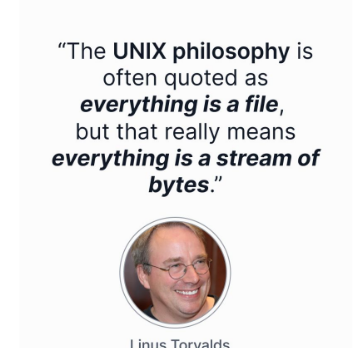 “The UNIX philosophy is
often quoted as
everything is a file,
but that really means
everything is a stream of
bytes.”
Linus Torvalds